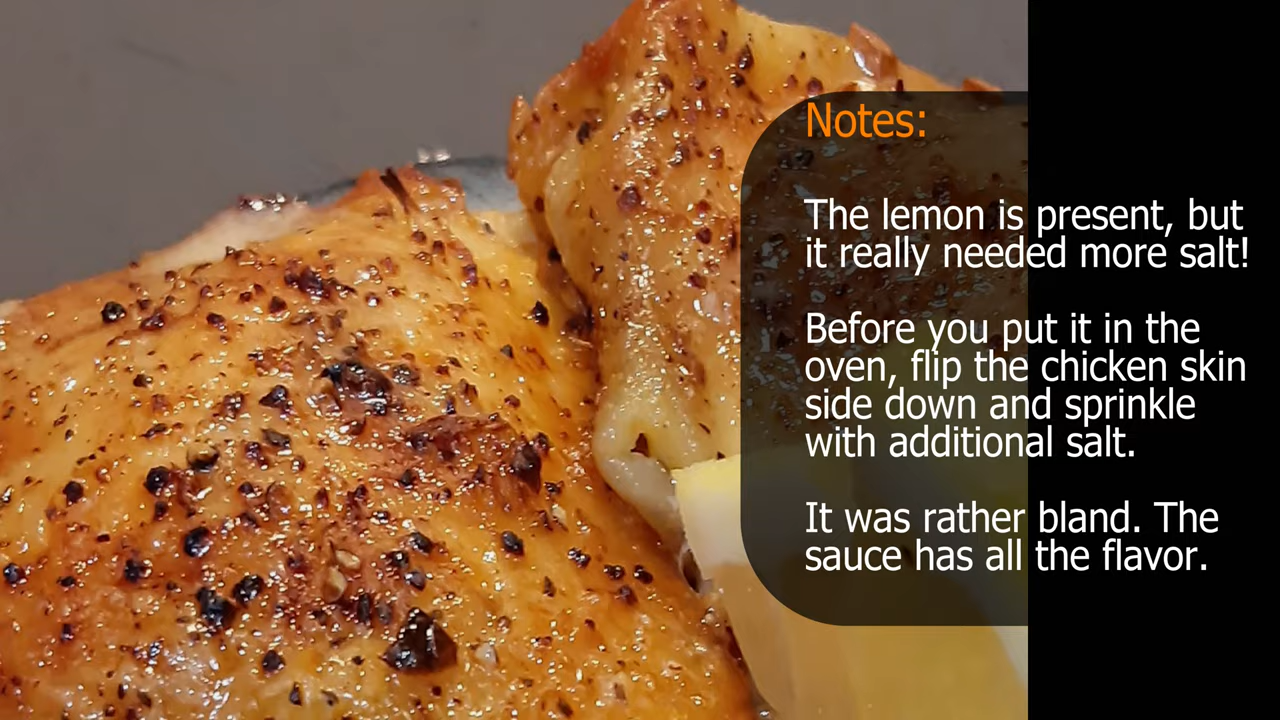 Notes:
The lemon is present, but
it really needed more salt!
Before you put it in the
oven, flip the chicken skin
side down and sprinkle
with additional salt.
It was rather bland. The
sauce has all the flavor.